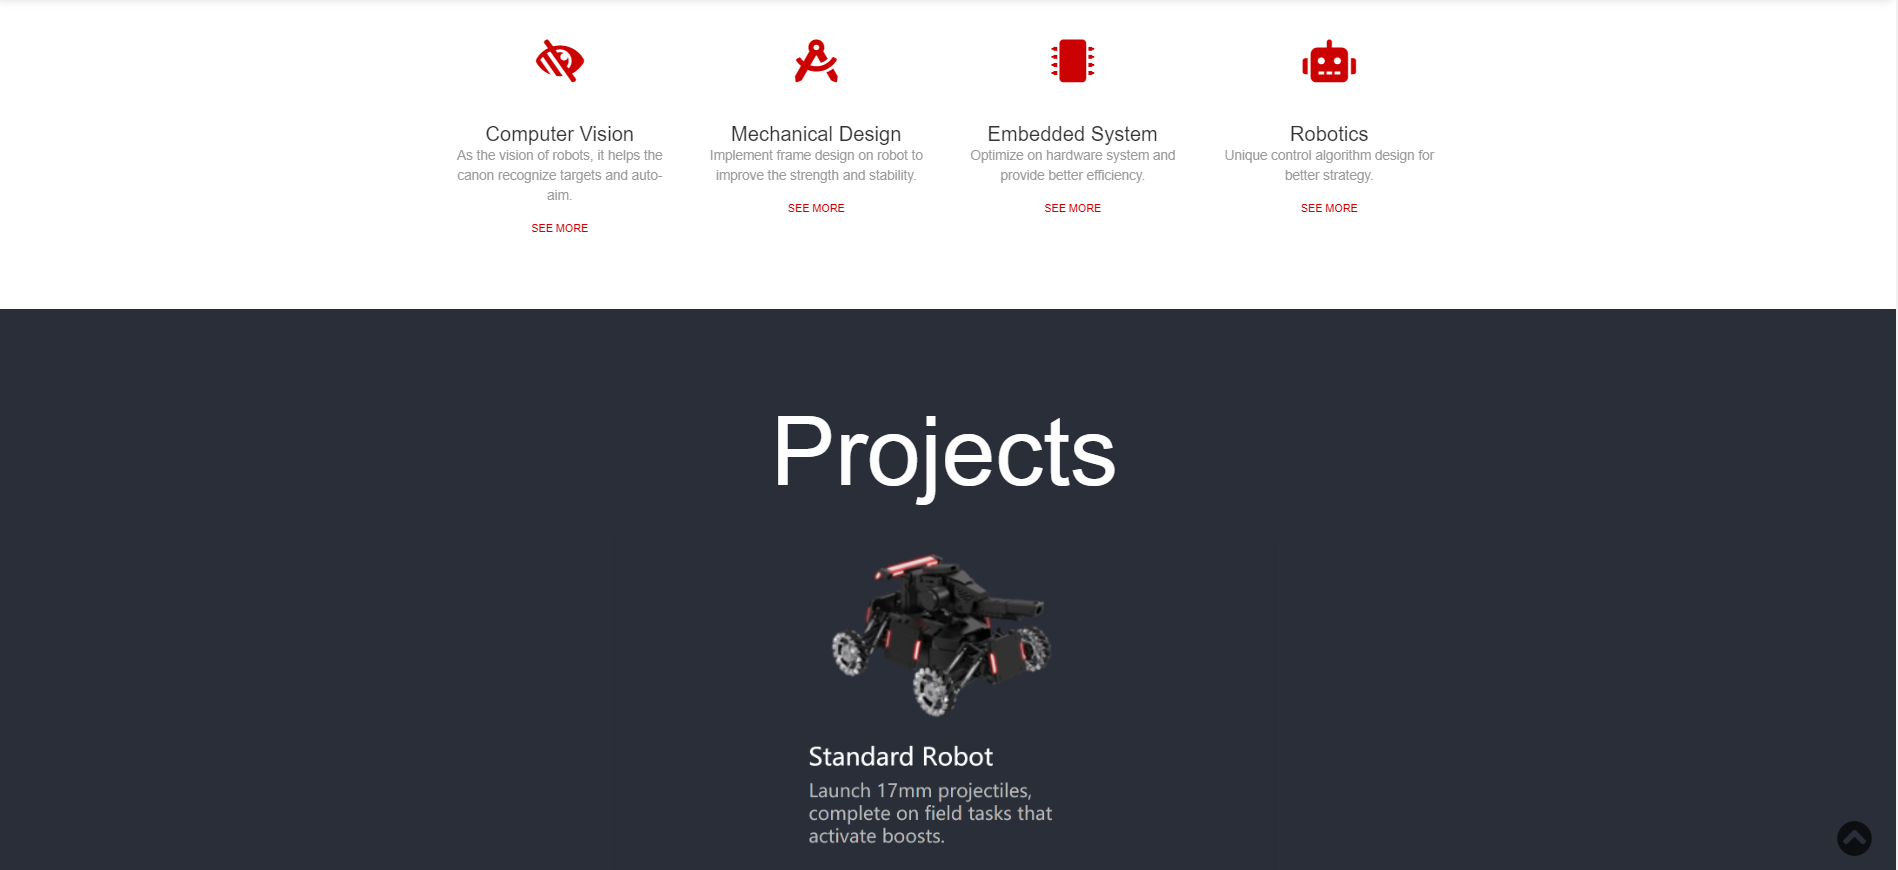 Computer Vision
As the vision of robots, it helps the
canon recognize targets and auto-
aim.
SEE MORE
Mechanical Design
Implement frame design on robot to
improve the strength and stability.
SEE MORE
Embedded System
Optimize on hardware system and
provide better efficiency.
SEE MORE
Robotics
Unique control algorithm design for
better strategy.
SEE MORE
Projects
Standard Robot
Launch 17mm projectiles,
complete on field tasks that
activate boosts.